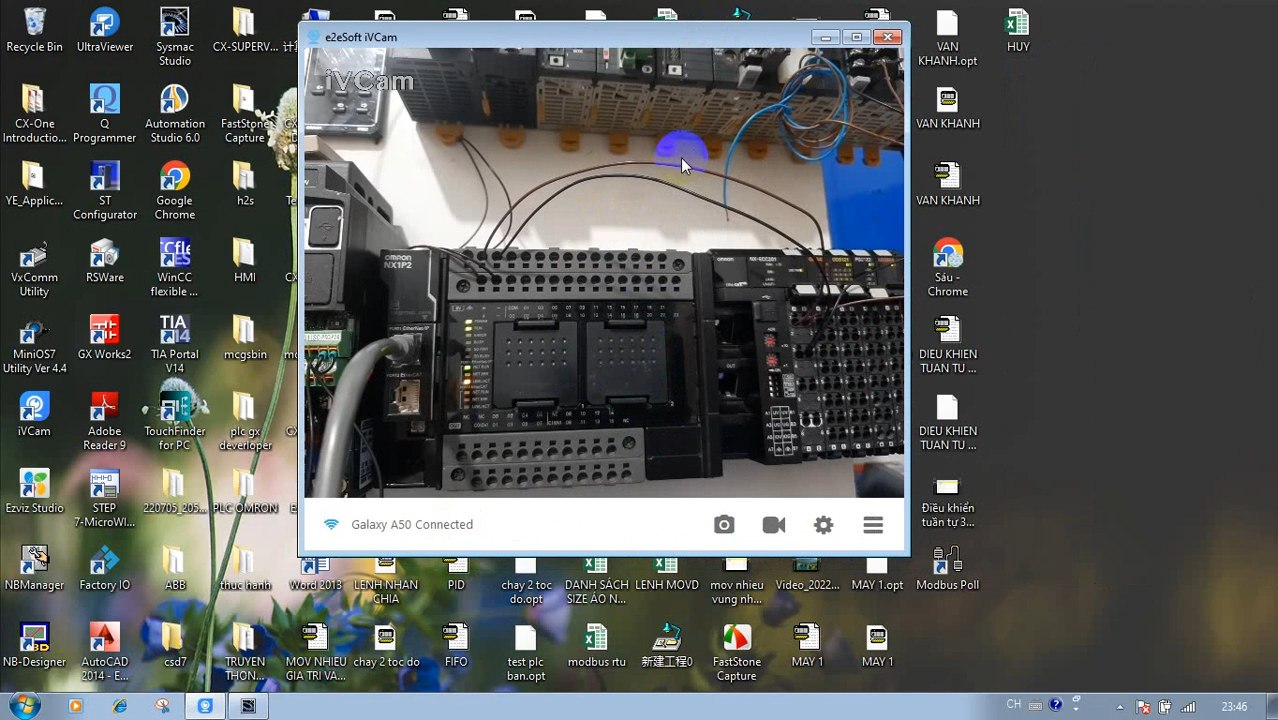 Recycle Bin
UltraViewer
Sysmac
Studio
CX-SUPERV...
e2eSoft iVCam
VAN
KHANH.opt
HUY
iVCam
CX-One
Introductio...
Q
Programmer
Automation
Studio 6.0
FastStone
Capture
VAN KHANH
YE_Applic...
ST
Configurator
Google
Chrome
h2s
VAN KHANH
OMRON
NX1P2
VxComm
Utility
RSWare
WinCC
flexible ...
HMI
Sáu -
Chrome
MiniOS7
Utility Ver 4.4
GX Works2
TIA Portal
V14
mcgsbin
DIEU KHIEN
TUAN TU ...
iVCam
Adobe
Reader 9
TouchFinder
for PC
plc gx
developer
DIEU KHIEN
TUAN TU ...
Ezviz Studio
STEP
7-MicroWI...
220705_205...
PLC OMRON
Galaxy A50 Connected
Điều khiển
tuần tự 3...
NBManager
Factory IO
ABB
thuc hanh
Word 2013
LENH NHAN
CHIA
PID
chay 2 toc
do.opt
DANH SÁCH
SIZE ÁO N...
LENH MOVD
mov nhieu
vung nh...
Video_2022...
MAY 1.opt
Modbus Poll
NB-Designer
AutoCAD
2014 - E...
csd7
TRUYEN
THON...
MOV NHIEU
GIA TRI VA...
chay 2 toc do
FIFO
test plc
ban.opt
modbus rtu
新建工程0
FastStone
Capture
MAY 1
MAY 1
CH
23:46